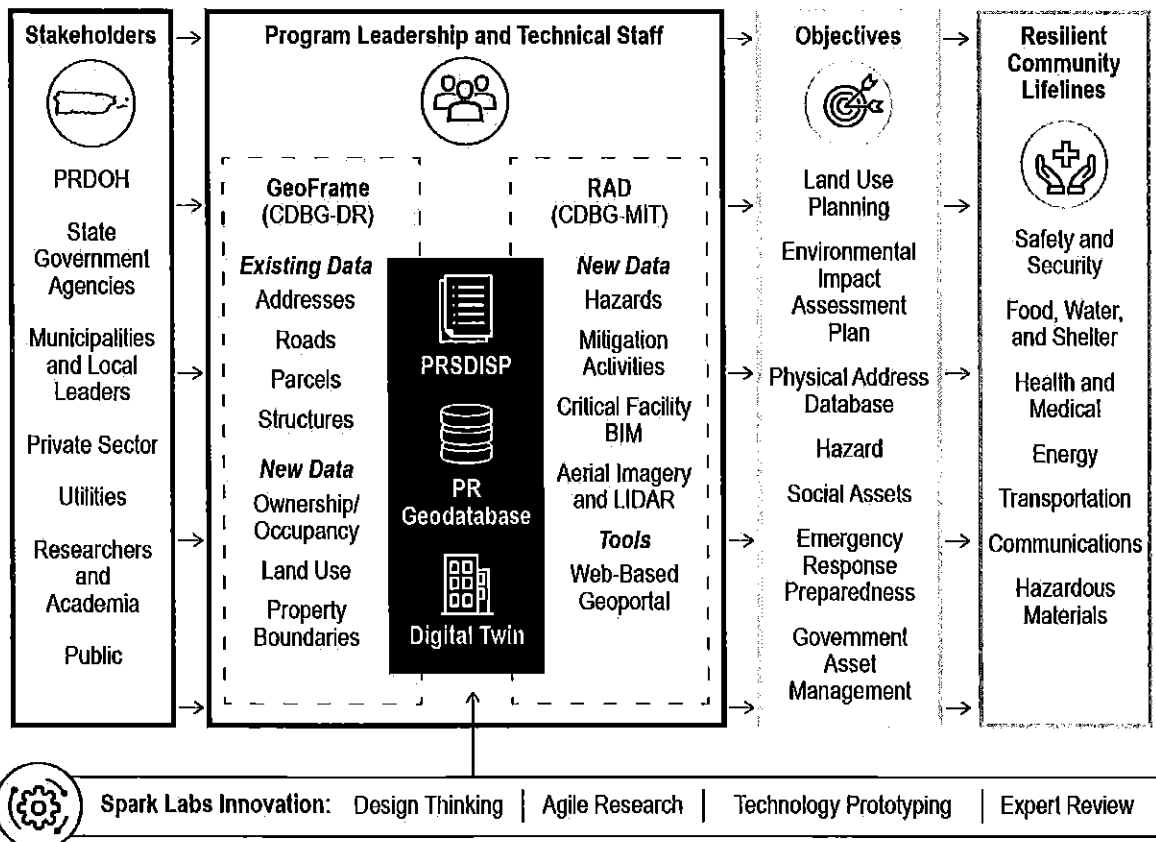 Stakeholders
PRDOH
State
Government
Agencies
Municipalities
and Local
Leaders
Private Sector
Utilities
Researchers
and
Academia
Public
Program Leadership and Technical Staff
GeoFrame
(CDBG-DR)
Existing Data
Addresses
Roads
Parcels
Structures
New Data
Ownership/
Occupancy
Land Use
Property
Boundaries
PRSDISP
PR
Geodatabase
Digital Twin
RAD
(CDBG-MIT)
New Data
Hazards
Mitigation
Activities
Critical Facility
BIM
Aerial Imagery
and LIDAR
Tools
Web-Based
Geoportal
Objectives
Land Use
Planning
Environmental
Impact
Assessment
Plan
Physical Address
Database
Hazard
Social Assets
Emergency
Response
Preparedness
Government
Asset
Management
Resilient
Community
Lifelines
Safety and
Security
Food, Water,
and Shelter
Health and
Medical
Energy
Transportation
Communications
Hazardous
Materials
Spark Labs Innovation: Design Thinking | Agile Research | Technology Prototyping | Expert Review